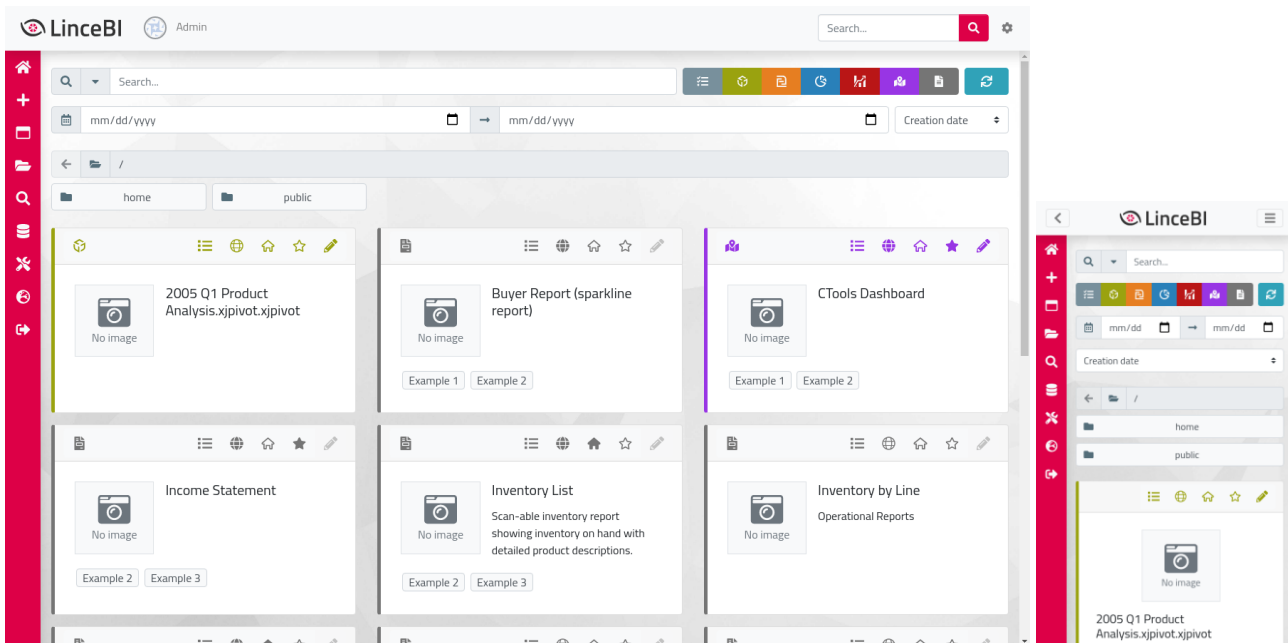 LinceBI
Admin
Search...
Search...
mm/dd/yyyy
mm/dd/yyyy
Creation date
/
home
public
No image
2005 Q1 Product
Analysis.xjpivot.xjpivot
No image
Buyer Report (sparkline
report)
Example 1
Example 2
No image
CTools Dashboard
Example 1
Example 2
No image
Income Statement
Example 2
Example 3
No image
Inventory List
Scan-able inventory report
showing inventory on hand with
detailed product descriptions.
Example 2
Example 3
No image
Inventory by Line
Operational Reports
LinceBI
Search...
mm/dd
mm/dd
Creation date
/
home
public
No image
2005 Q1 Product
Analysis.xjpivot.xjpivot